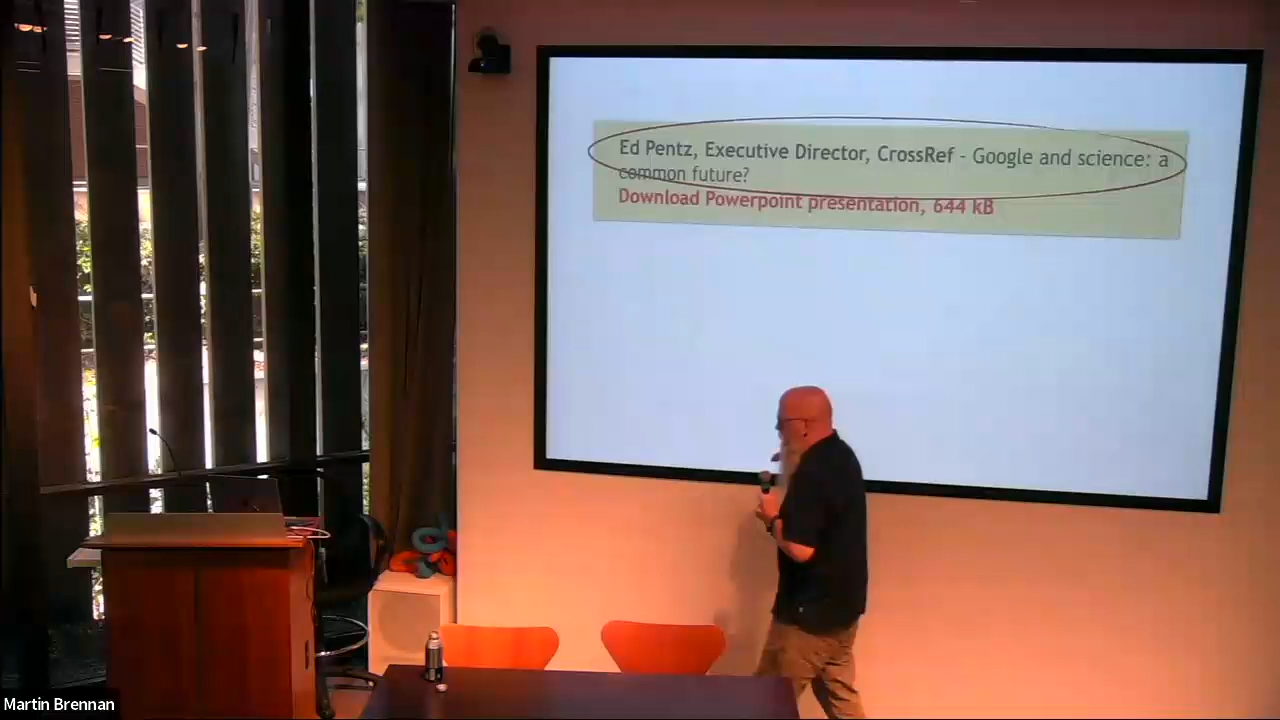 Ed Pentz, Executive Director, CrossRef - Google and science: a
common future?
Download Powerpoint presentation, 644 kB
Martin Brennan